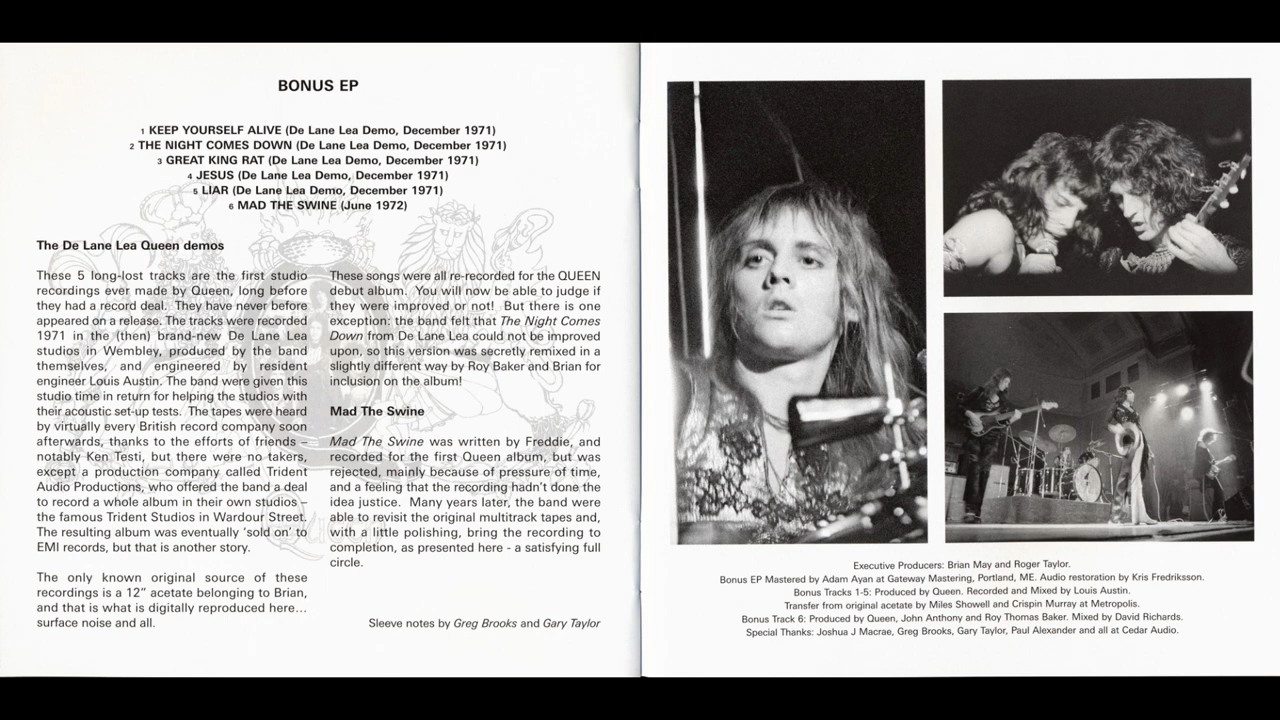 BONUS EP
1 KEEP YOURSELF ALIVE (De Lane Lea Demo, December 1971)
2 THE NIGHT COMES DOWN (De Lane Lea Demo, December 1971)
3 GREAT KING RAT (De Lane Lea Demo, December 1971)
4 JESUS (De Lane Lea Demo, December 1971)
5 LIAR (De Lane Lea Demo, December 1971)
6 MAD THE SWINE (June 1972)
The De Lane Lea Queen demos
These 5 long-lost tracks are the first studio
recordings ever made by Queen, long before
they had a record deal. They have never before
appeared on a release. The tracks were recorded
1971 in the (then) brand-new De Lane Lea
studios in Wembley, produced by the band
themselves, and engineered by resident
engineer Louis Austin. The band were given this
studio time in return for helping the studios with
their acoustic set-up tests. The tapes were heard
by virtually every British record company soon
afterwards, thanks to the efforts of friends –
notably Ken Testi, but there were no takers,
except a production company called Trident
Audio Productions, who offered the band a deal
to record a whole album in their own studios –
the famous Trident Studios in Wardour Street.
The resulting album was eventually ‘sold on’ to
EMI records, but that is another story.
The only known original source of these
recordings is a 12” acetate belonging to Brian,
and that is what is digitally reproduced here...
surface noise and all.
These songs were all re-recorded for the QUEEN
debut album. You will now be able to judge if
they were improved or not! But there is one
exception: the band felt that The Night Comes
Down from De Lane Lea could not be improved
upon, so this version was secretly remixed in a
slightly different way by Roy Baker and Brian for
inclusion on the album!
Mad The Swine
Mad The Swine was written by Freddie, and
recorded for the first Queen album, but was
rejected, mainly because of pressure of time,
and a feeling that the recording hadn’t done the
idea justice. Many years later, the band were
able to revisit the original multitrack tapes and,
with a little polishing, bring the recording to
completion, as presented here - a satisfying full
circle.
Sleeve notes by Greg Brooks and Gary Taylor
Queen
Executive Producers: Brian May and Roger Taylor.
Bonus EP Mastered by Adam Ayan at Gateway Mastering, Portland, ME. Audio restoration by Kris Fredriksson.
Bonus Tracks 1-5: Produced by Queen. Recorded and Mixed by Louis Austin.
Transfer from original acetate by Miles Showell and Crispin Murray at Metropolis.
Bonus Track 6: Produced by Queen, John Anthony and Roy Thomas Baker. Mixed by David Richards.
Special Thanks: Joshua J Macrae, Greg Brooks, Gary Taylor, Paul Alexander and all at Cedar Audio.